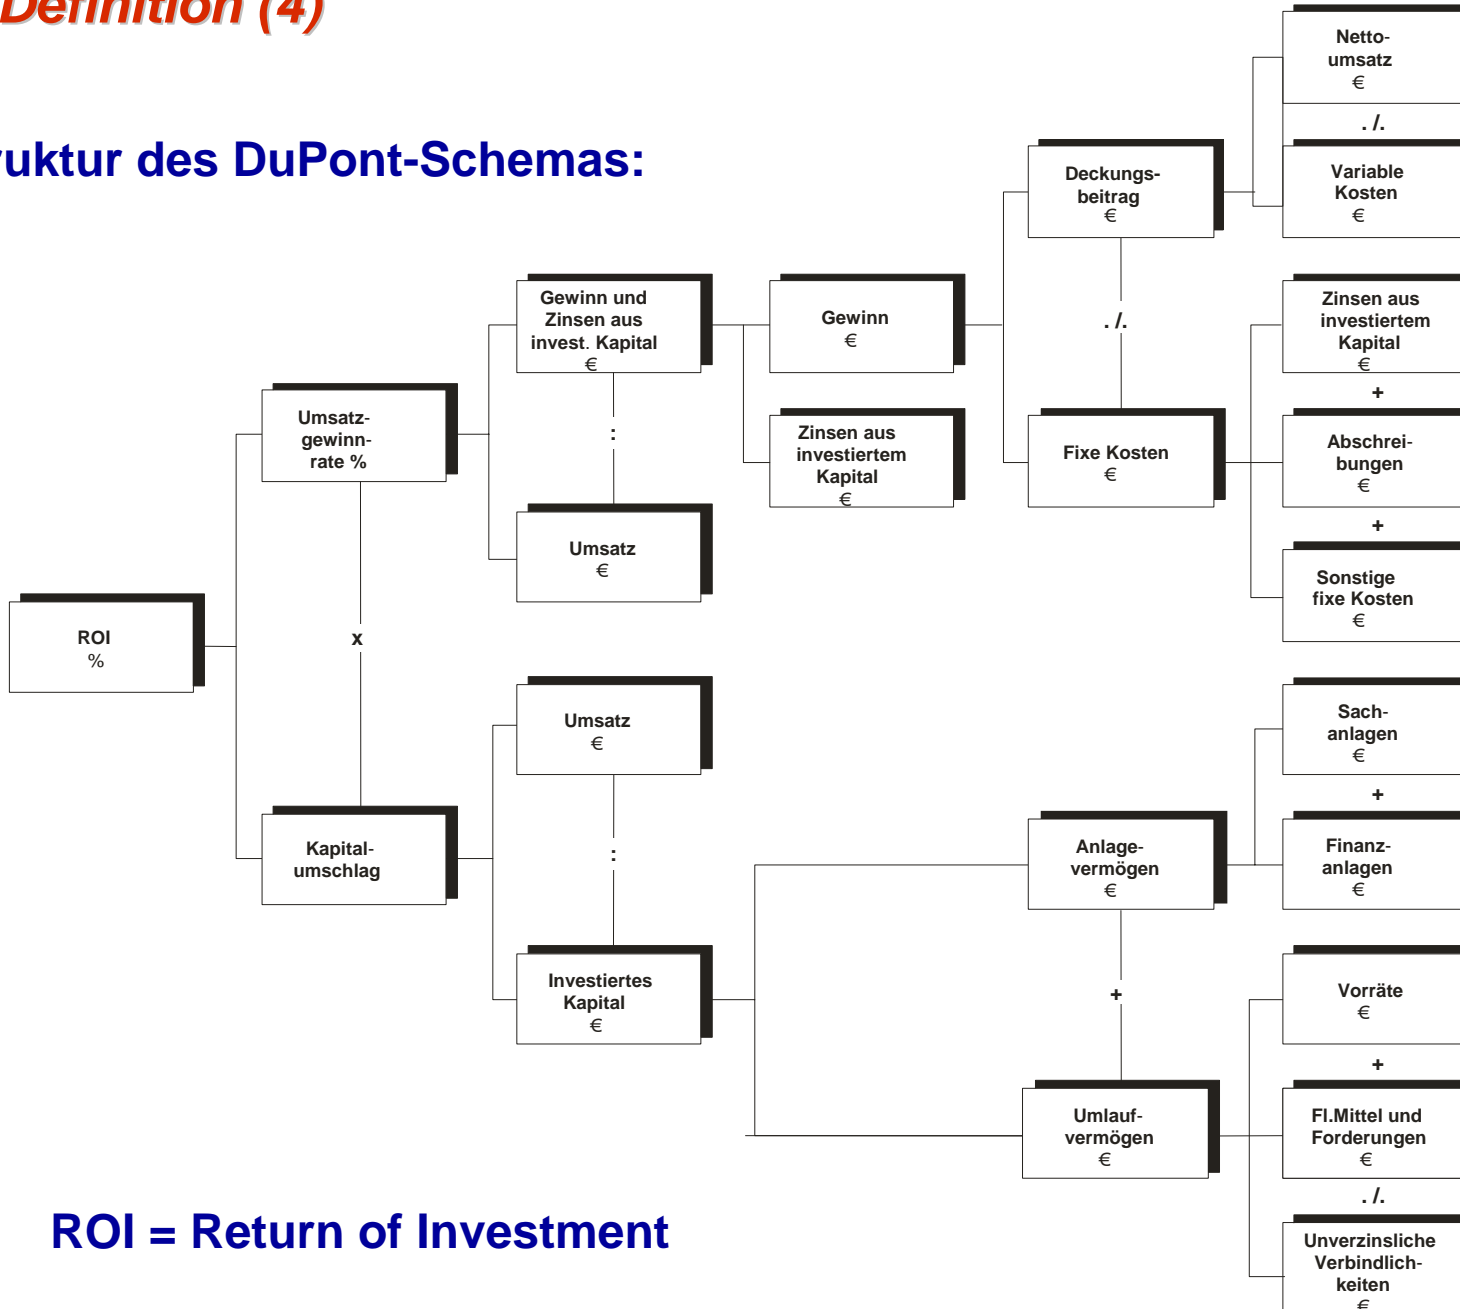 Definition (4)
ruktur des DuPont-Schemas:
Netto-
umsatz
€
. /.
Variable
Kosten
€
Deckungs-
beitrag
€
. /.
Fixe Kosten
€
Zinsen aus
investiertem
Kapital
€
+
Abschrei-
bungen
€
+
Sonstige
fixe Kosten
€
Gewinn und
Zinsen aus
invest. Kapital
€
:
Umsatz
€
Gewinn
€
Zinsen aus
investiertem
Kapital
€
Umsatz-
gewinn-
rate %
x
Kapital-
umschlag
ROI
%
Umsatz
€
:
Investiertes
Kapital
€
Anlage-
vermögen
€
+
Umlauf-
vermögen
€
Sach-
anlagen
€
+
Finanz-
anlagen
€
Vorräte
€
+
Fl.Mittel und
Forderungen
€
. /.
Unverzinsliche
Verbindlich-
keiten
€
ROI = Return of Investment